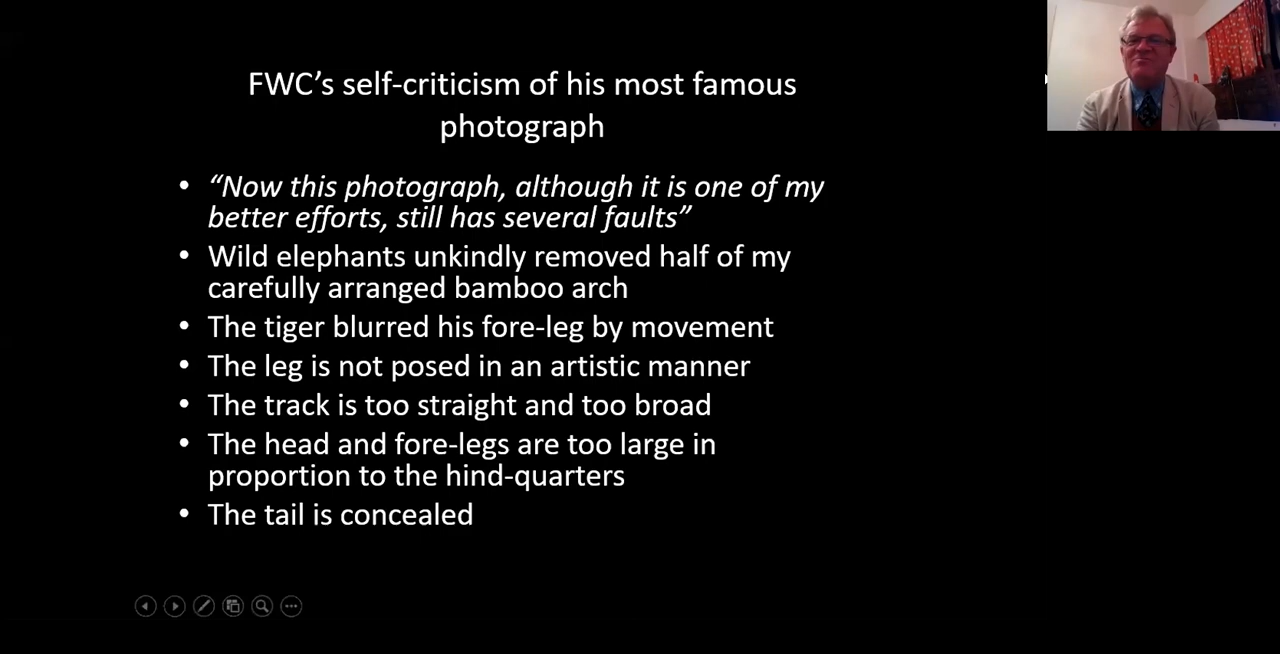 FWC’s self-criticism of his most famous
photograph
• “Now this photograph, although it is one of my
better efforts, still has several faults”
• Wild elephants unkindly removed half of my
carefully arranged bamboo arch
• The tiger blurred his fore-leg by movement
• The leg is not posed in an artistic manner
• The track is too straight and too broad
• The head and fore-legs are too large in
proportion to the hind-quarters
• The tail is concealed